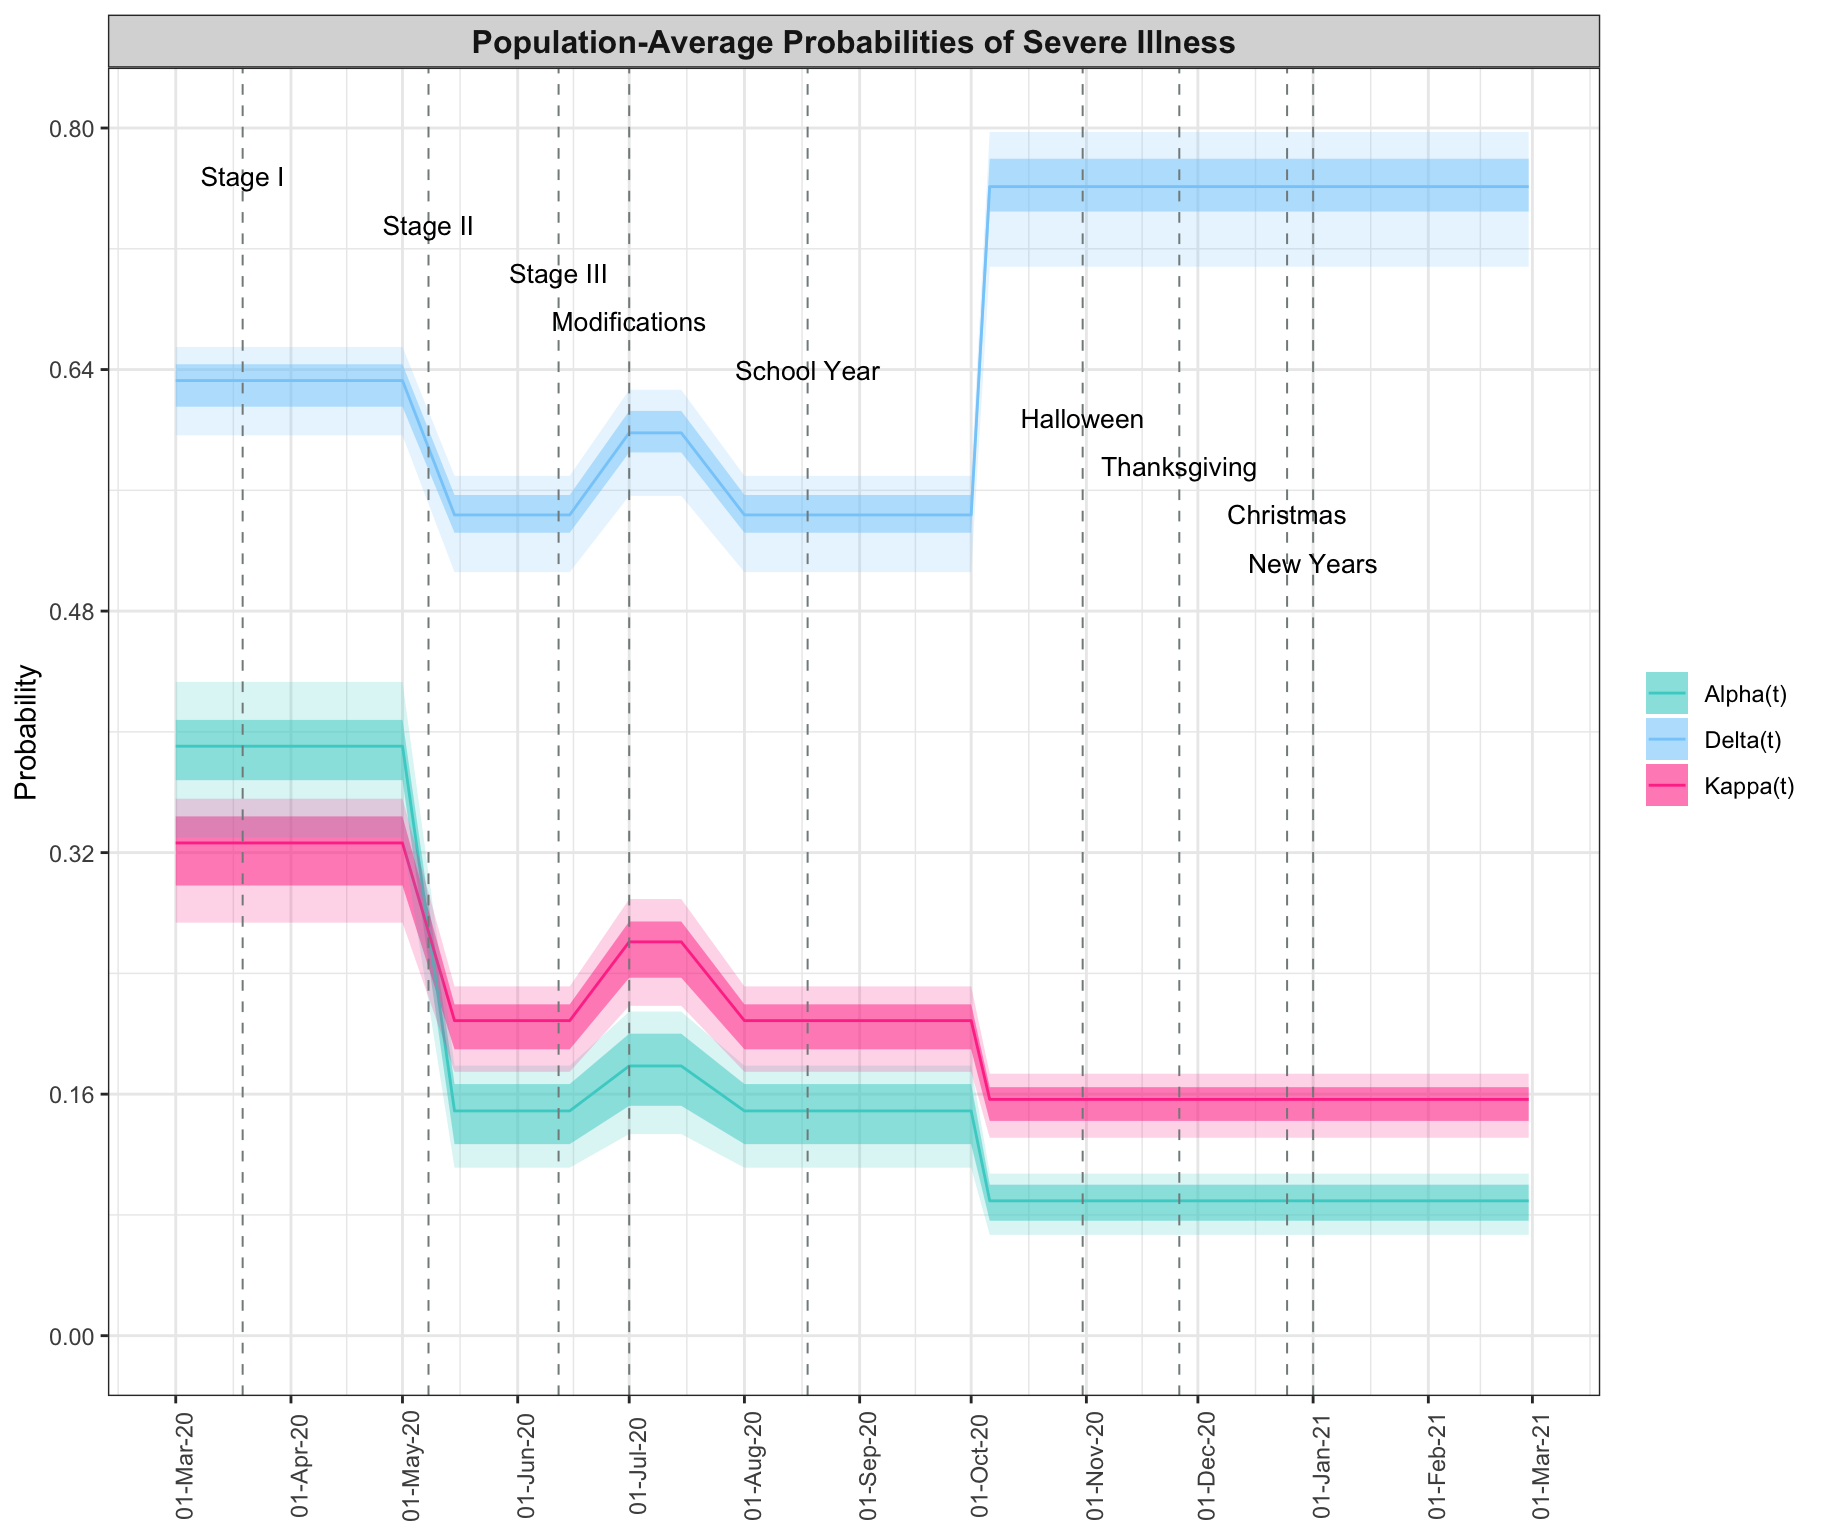 Population-Average Probabilities of Severe Illness
0.80
Stage I
Stage II
Stage III
Modifications
0.64
School Year
Halloween
Thanksgiving
Christmas
New Years
0.48
0.32
0.16
0.00
Probability
Alpha(t)
Delta(t)
Kappa(t)
01-Mar-20
01-Apr-20
01-May-20
01-Jun-20
01-Jul-20
01-Aug-20
01-Sep-20
01-Oct-20
01-Nov-20
01-Dec-20
01-Jan-21
01-Feb-21
01-Mar-21